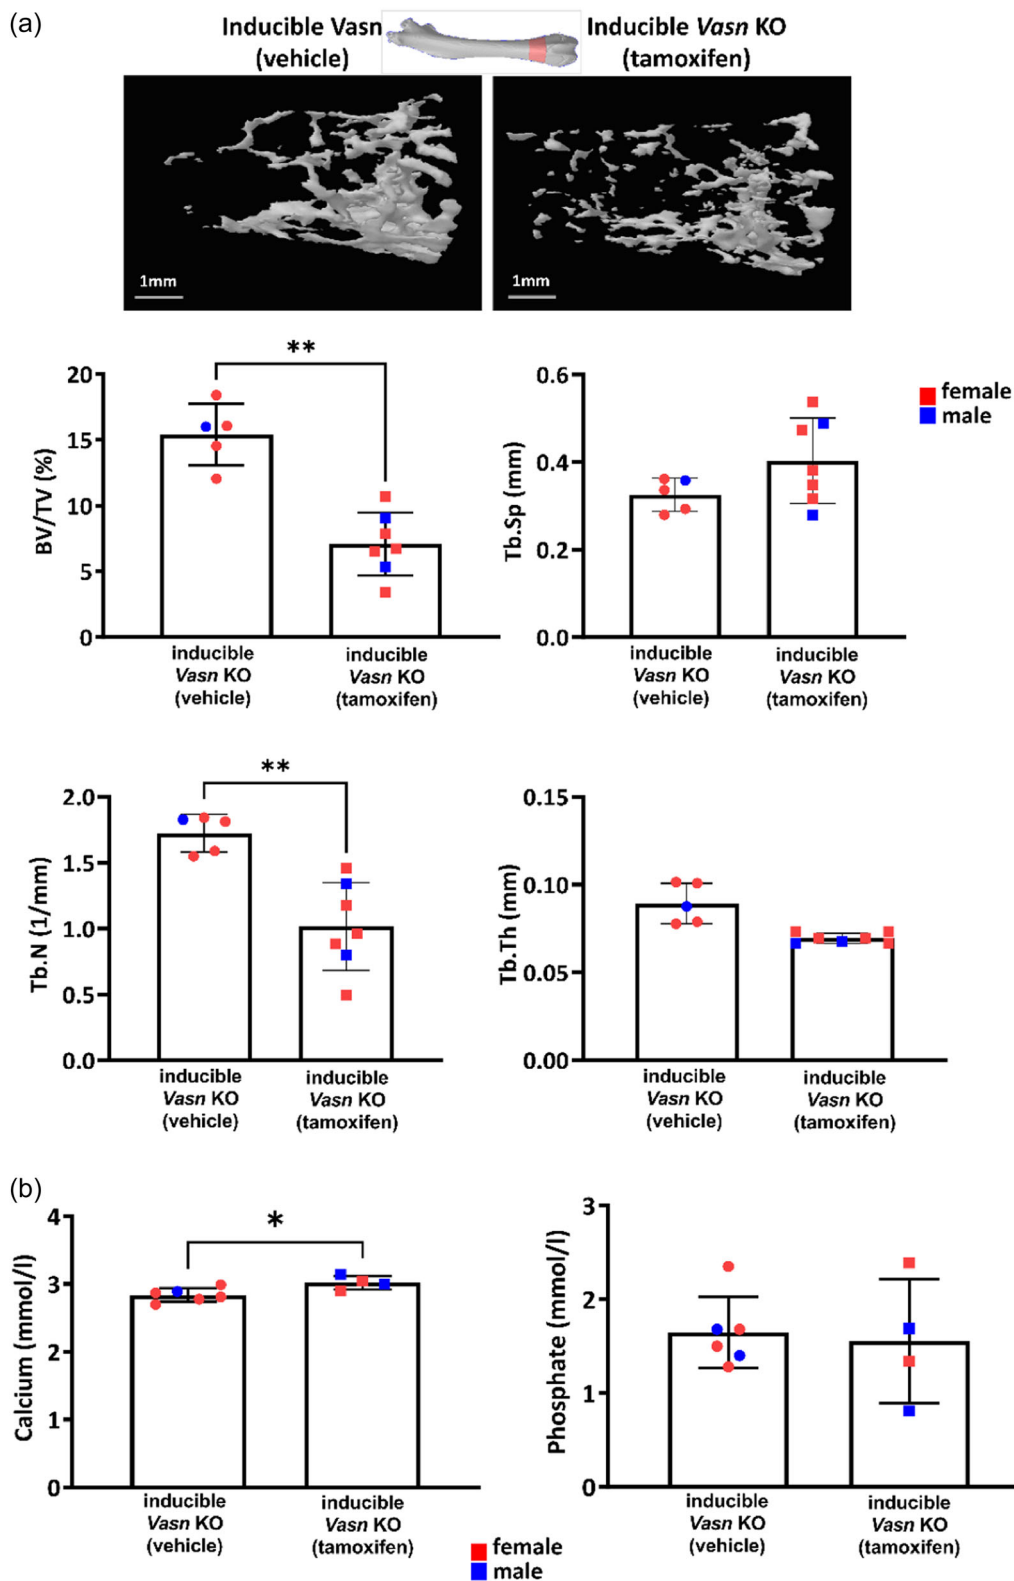 (a)
Inducible Vasn
(vehicle)
Inducible Vasn KO
(tamoxifen)
1mm
1mm
**
20
15
10
5
0
BV/TV (%)
inducible
Vasn KO
(vehicle)
inducible
Vasn KO
(tamoxifen)
0.6
0.4
0.2
0.0
Tb.Sp (mm)
inducible
Vasn KO
(vehicle)
inducible
Vasn KO
(tamoxifen)
female
male
**
2.0
1.5
1.0
0.5
0.0
Tb.N (1/mm)
inducible
Vasn KO
(vehicle)
inducible
Vasn KO
(tamoxifen)
0.15
0.10
0.05
0.00
Tb.Th (mm)
inducible
Vasn KO
(vehicle)
inducible
Vasn KO
(tamoxifen)
(b)
*
4
3
2
1
0
Calcium (mmol/l)
inducible
Vasn KO
(vehicle)
inducible
Vasn KO
(tamoxifen)
3
2
1
0
Phosphate (mmol/l)
inducible
Vasn KO
(vehicle)
inducible
Vasn KO
(tamoxifen)
female
male